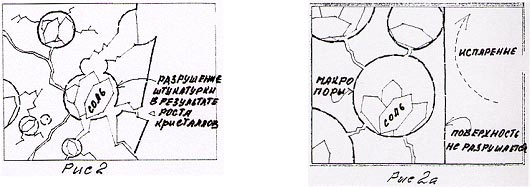 СОЛЬ
РАЗРУШЕНИЕ
ШТУКАТУРКИ
В РЕЗУЛЬТАТЕ
РОСТА
КРИСТАЛЛОВ
Рис 2
МАКРО
ПОРЫ
СОЛЬ
ИСПАРЕНИЕ
ПОВЕРХНОСТЬ
НЕ РАЗРУШАЕТСЯ
Рис 2а